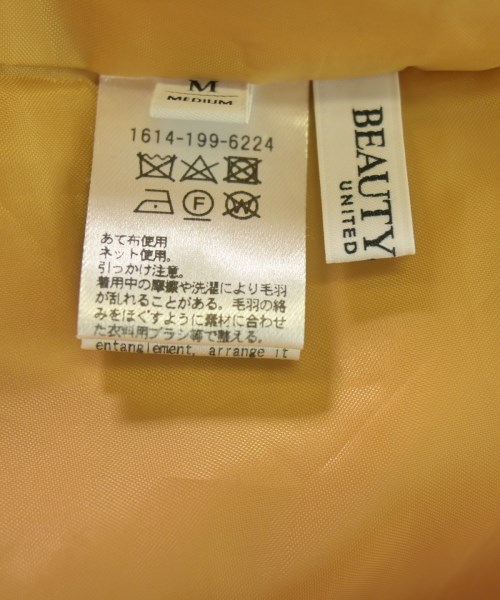 M
MEDIUM
1614-199-6224
F
W
あて布使用
ネット使用。
引っかけ注意。
着用中の摩擦や洗濯により毛羽
が乱れることがある。毛羽の絡
みをほぐすように素材に合わせ
た衣料用ブラシ等で整える。
entanglement, arrange it
BEAUTY
UNITED